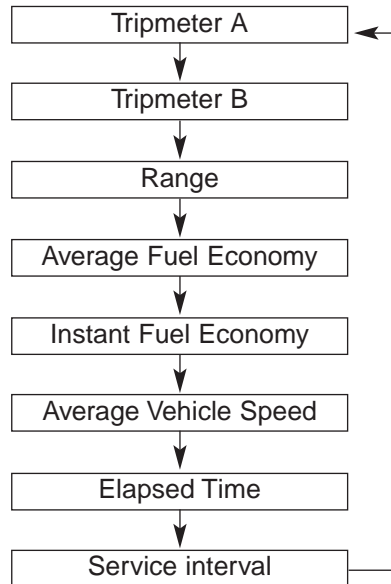 Tripmeter A
Tripmeter B
Range
Average Fuel Economy
Instant Fuel Economy
Average Vehicle Speed
Elapsed Time
Service interval